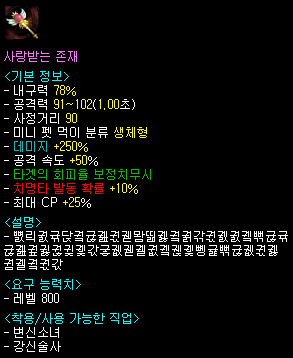 사랑받는 존재
<기본 정보>
- 내구력 78%
- 공격력 91~102(1.00초)
- 사정거리 90
- 미니 펫 먹이 분류 생체형
- 데미지 +250%
- 공격 속도 +50%
- 타겟의 회피율 보정치무시
- 치명타 발동 확률 +10%
- 최대 CP +25%
<설명>
<요구 능력치>
- 레벨 800
<착용/사용 가능한 직업>
- 변신소녀
- 강신술사